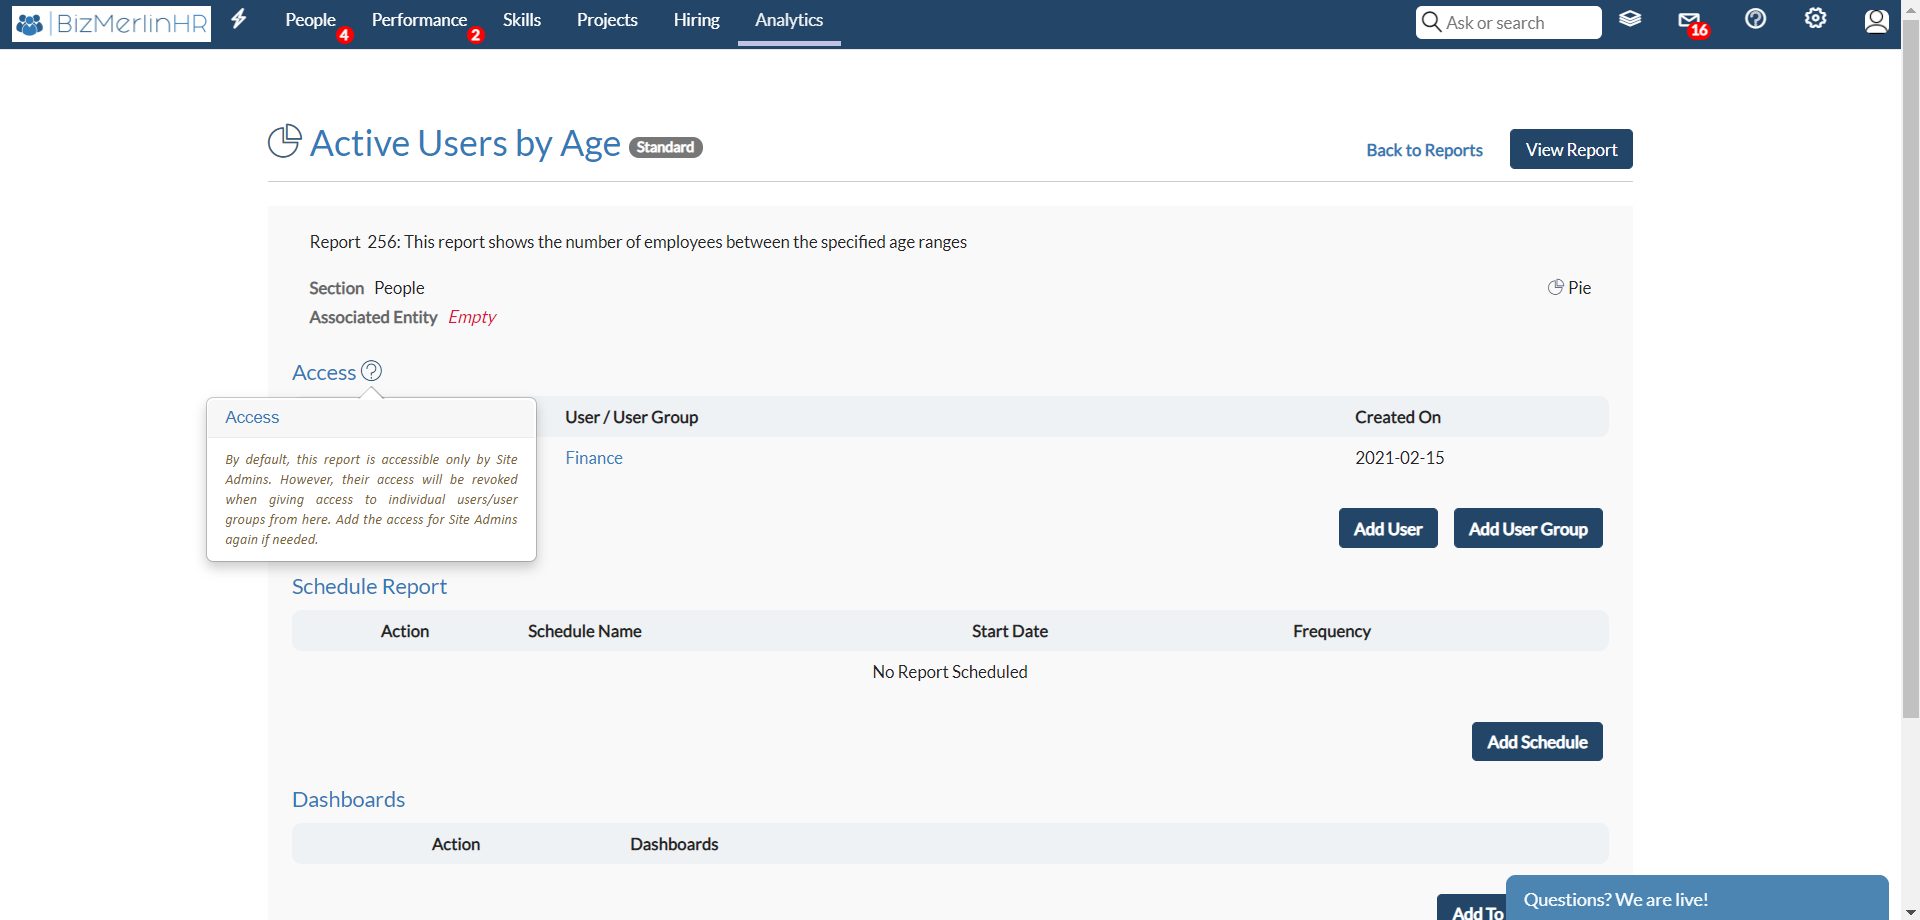 BizMerlinHR
People 4
Performance 2
Skills
Projects
Hiring
Analytics
Ask or search
16
Active Users by Age Standard
Back to Reports
View Report
Report 256: This report shows the number of employees between the specified age ranges
Section People
Pie
Associated Entity Empty
Access
User / User Group Created On
Finance 2021-02-15
Access
By default, this report is accessible only by Site
Admins. However, their access will be revoked
when giving access to individual users/user
groups from here. Add the access for Site Admins
again if needed.
Add User
Add User Group
Schedule Report
Action Schedule Name Start Date Frequency
No Report Scheduled
Add Schedule
Dashboards
Action Dashboards
Add To
Questions? We are live!